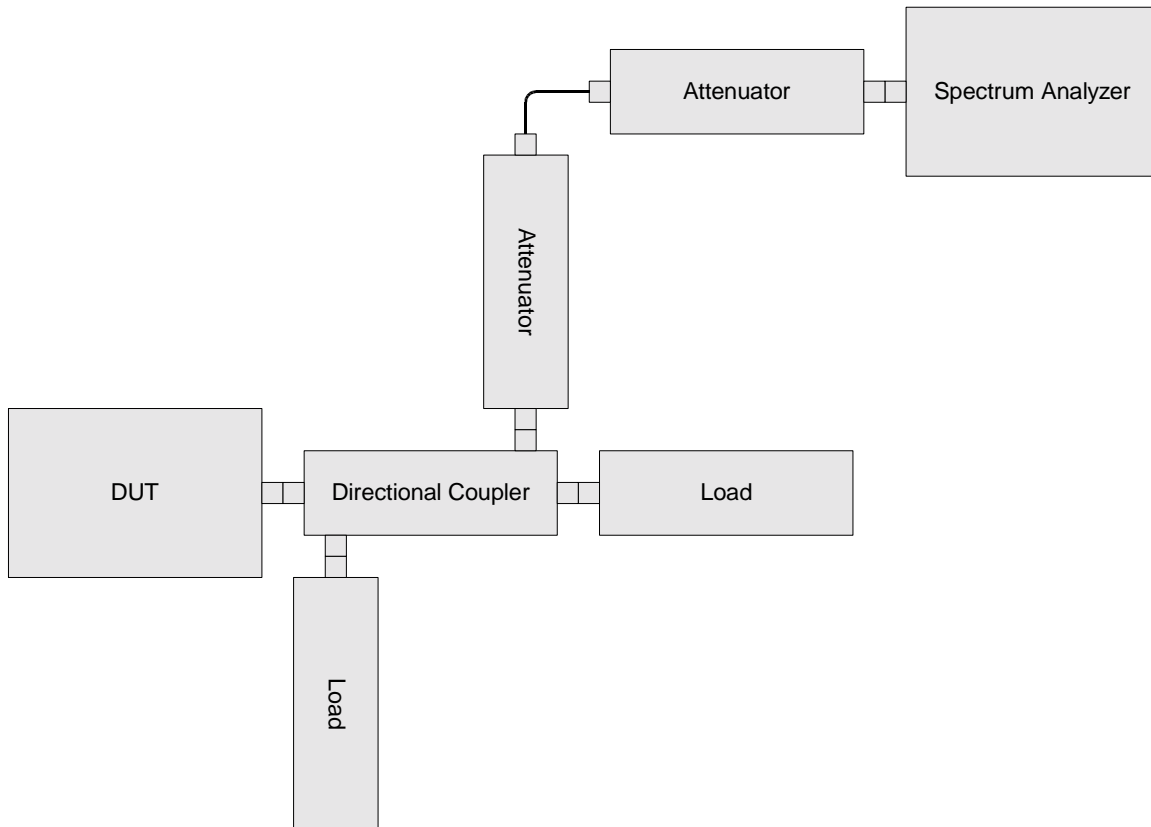 Attenuator
Spectrum Analyzer
Attenuator
DUT
Directional Coupler
Load
Load